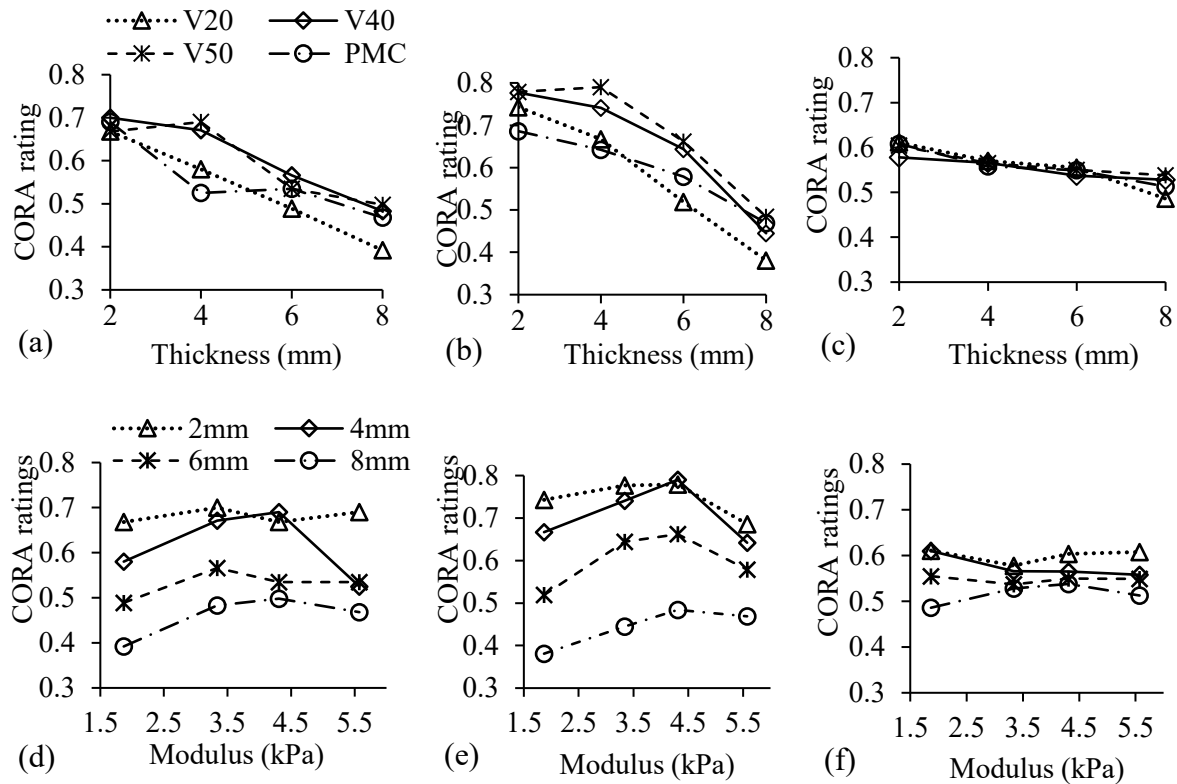 V20 V40
V50 PMC
0.8
0.7
0.6
0.5
0.4
0.3
CORA rating
2 4 6 8
Thickness (mm)
(a)
0.8
0.7
0.6
0.5
0.4
0.3
CORA rating
2 4 6 8
Thickness (mm)
(b)
0.8
0.7
0.6
0.5
0.4
0.3
CORA rating
2 4 6 8
Thickness (mm)
(c)
2mm 4mm
6mm 8mm
0.8
0.7
0.6
0.5
0.4
0.3
CORA ratings
1.5 2.5 3.5 4.5 5.5
Modulus (kPa)
(d)
0.8
0.7
0.6
0.5
0.4
0.3
CORA ratings
1.5 2.5 3.5 4.5 5.5
Modulus (kPa)
(e)
0.8
0.7
0.6
0.5
0.4
0.3
CORA ratings
1.5 2.5 3.5 4.5 5.5
Modulus (kPa)
(f)